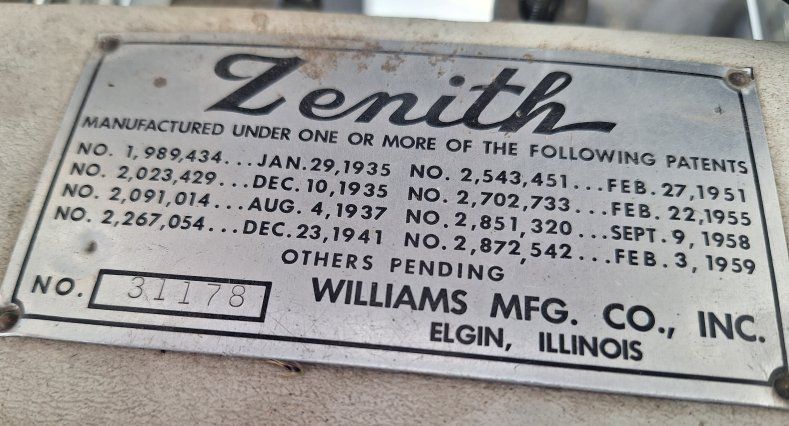 Zenith
MANUFACTURED UNDER ONE OR MORE OF THE FOLLOWING PATENTS
NO. 1,989,434...JAN.29,1935 NO. 2,543,451...FEB. 27,1951
NO. 2,023,429...DEC. 10,1935 NO. 2,702,733...FEB. 22,1955
NO. 2,091,014...AUG. 4,1937 NO. 2,851,320...SEPT. 9, 1958
NO. 2,267,054...DEC. 23,1941 NO. 2,872,542...FEB. 3, 1959
OTHERS PENDING
NO. 31178 WILLIAMS MFG. CO., INC.
ELGIN, ILLINOIS